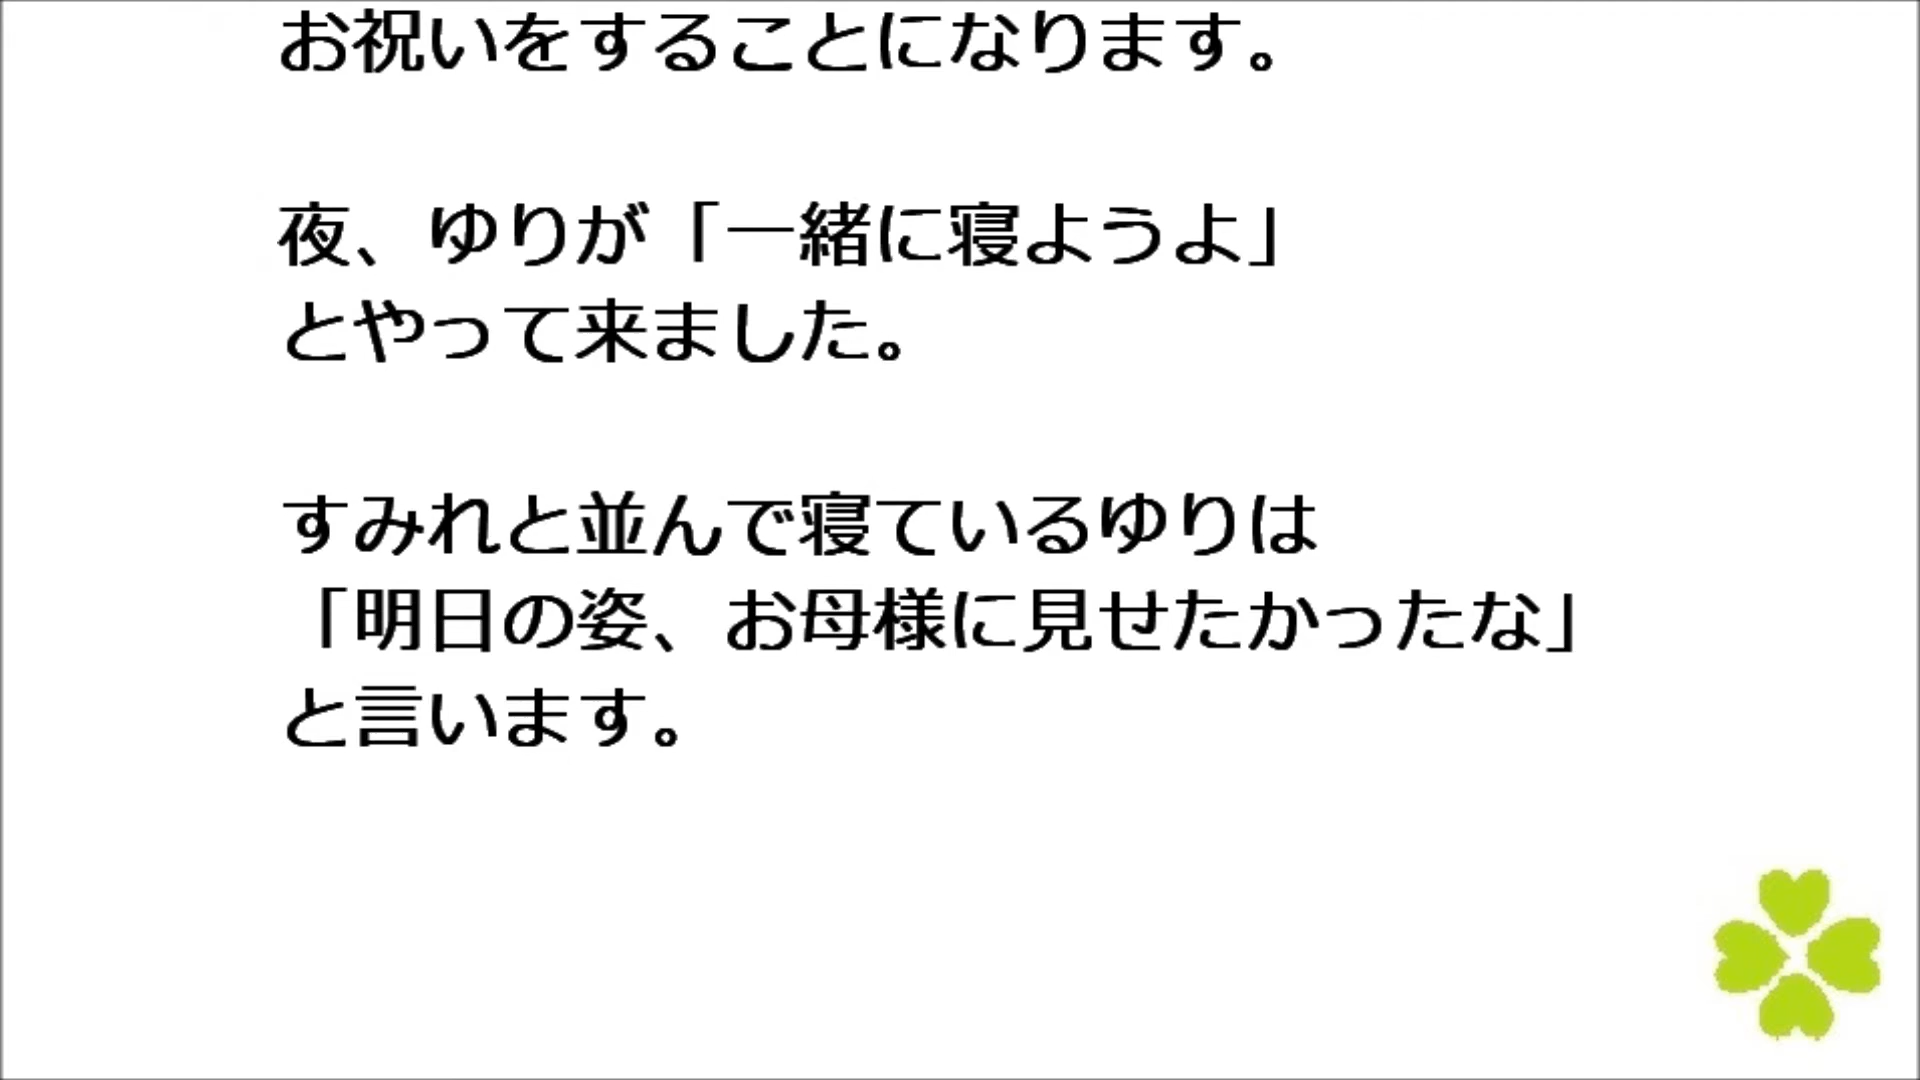 お祝いをすることになります。
夜、ゆりが「一緒に寝ようよ」
とやって来ました。
すみれと並んで寝ているゆりは
「明日の姿、お母様に見せたかったな」
と言います。